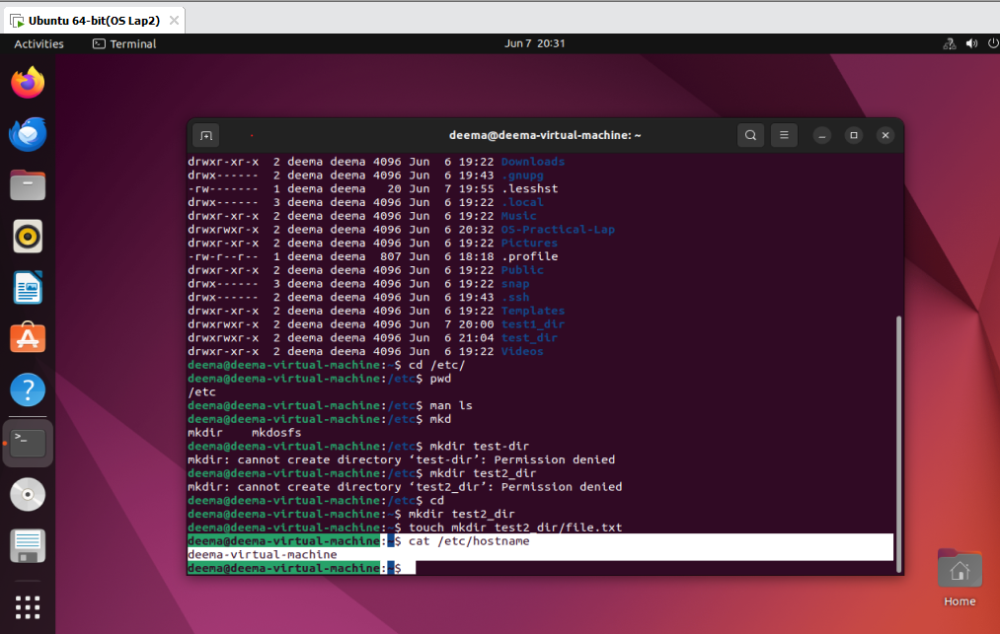 Ubuntu 64-bit(OS Lap2)
Activities Terminal Jun 7 20:31
deema@deema-virtual-machine: ~
drwxr-xr-x 2 deema deema 4096 Jun 6 19:22 Downloads
drwx------ 2 deema deema 4096 Jun 6 19:43 .gnupg
-rw------- 1 deema deema 20 Jun 7 19:55 .lesshst
drwx------ 3 deema deema 4096 Jun 6 19:22 .local
drwxr-xr-x 2 deema deema 4096 Jun 6 19:22 Music
drwxrwxr-x 2 deema deema 4096 Jun 6 20:32 OS-Practical-Lap
drwxr-xr-x 2 deema deema 4096 Jun 6 19:22 Pictures
-rw-r--r-- 1 deema deema 807 Jun 6 18:18 .profile
drwxr-xr-x 2 deema deema 4096 Jun 6 19:22 Public
drwx------ 3 deema deema 4096 Jun 6 19:22 snap
drwx------ 2 deema deema 4096 Jun 6 19:43 .ssh
drwxr-xr-x 2 deema deema 4096 Jun 6 19:22 Templates
drwxrwxr-x 2 deema deema 4096 Jun 7 20:00 test1_dir
drwxrwxr-x 2 deema deema 4096 Jun 6 21:04 test_dir
drwxr-xr-x 2 deema deema 4096 Jun 6 19:22 Videos
deema@deema-virtual-machine:~$ cd /etc/
deema@deema-virtual-machine:/etc$ pwd
/etc
deema@deema-virtual-machine:/etc$ man ls
deema@deema-virtual-machine:/etc$ mkd
mkdir mkdosfs
deema@deema-virtual-machine:/etc$ mkdir test-dir
mkdir: cannot create directory ‘test-dir’: Permission denied
deema@deema-virtual-machine:/etc$ mkdir test2_dir
mkdir: cannot create directory ‘test2_dir’: Permission denied
deema@deema-virtual-machine:/etc$ cd
deema@deema-virtual-machine:~$ mkdir test2_dir
deema@deema-virtual-machine:~$ touch mkdir test2_dir/file.txt
deema@deema-virtual-machine:~$ cat /etc/hostname
deema-virtual-machine
deema@deema-virtual-machine:~$
Home